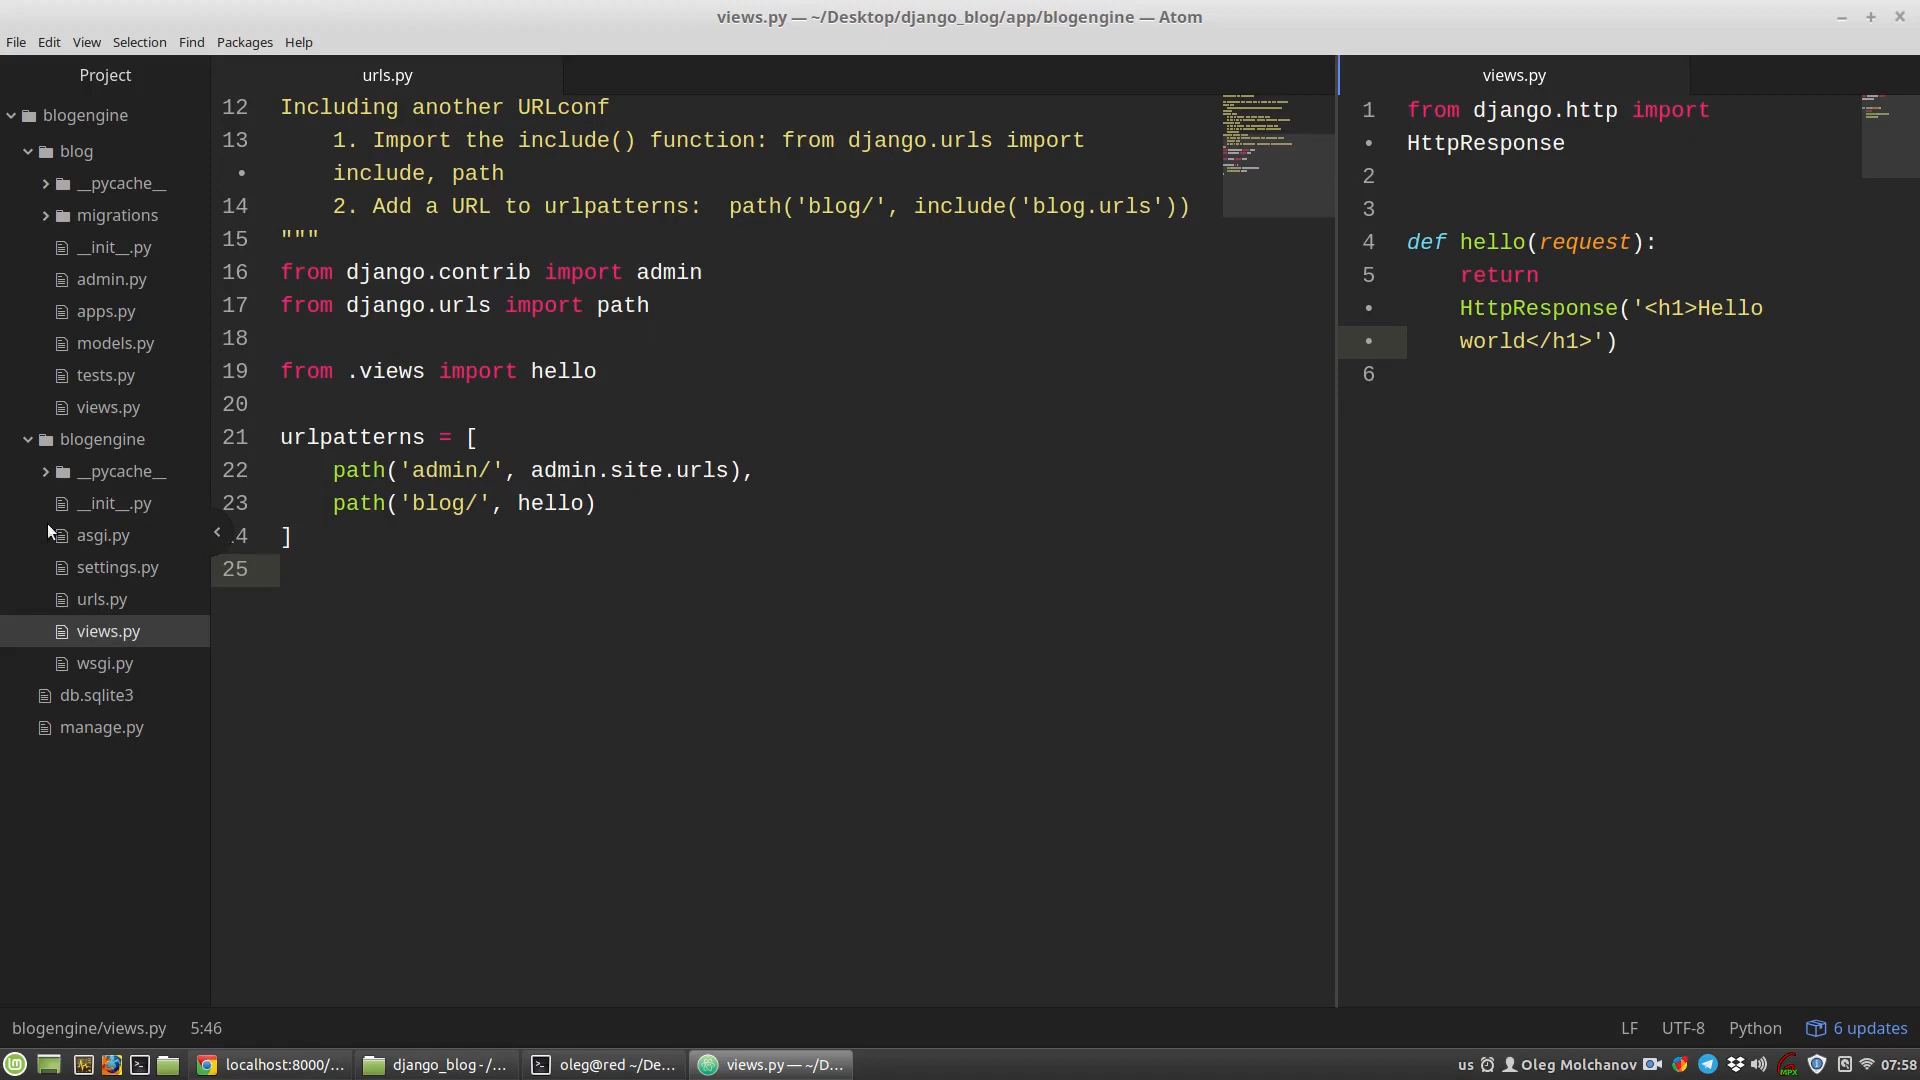 views.py — ~/Desktop/django_blog/app/blogengine — Atom
File Edit View Selection Find Packages Help
Project
blogengine
blog
__pycache__
migrations
__init__.py
admin.py
apps.py
models.py
tests.py
views.py
blogengine
__pycache__
__init__.py
asgi.py
settings.py
urls.py
views.py
wsgi.py
db.sqlite3
manage.py
urls.py
12 Including another URLconf
13     1. Import the include() function: from django.urls import
•     include, path
14     2. Add a URL to urlpatterns:  path('blog/', include('blog.urls'))
15 """
16 from django.contrib import admin
17 from django.urls import path
18
19 from .views import hello
20
21 urlpatterns = [
22     path('admin/', admin.site.urls),
23     path('blog/', hello)
24 ]
25
views.py
1 from django.http import
• HttpResponse
2
3
4 def hello(request):
5     return
•     HttpResponse('<h1>Hello
•     world</h1>')
6
blogengine/views.py 5:46
LF UTF-8 Python 6 updates
localhost:8000/... django_blog - /... oleg@red ~/De... views.py — ~/D... us Oleg Molchanov MPX 07:58